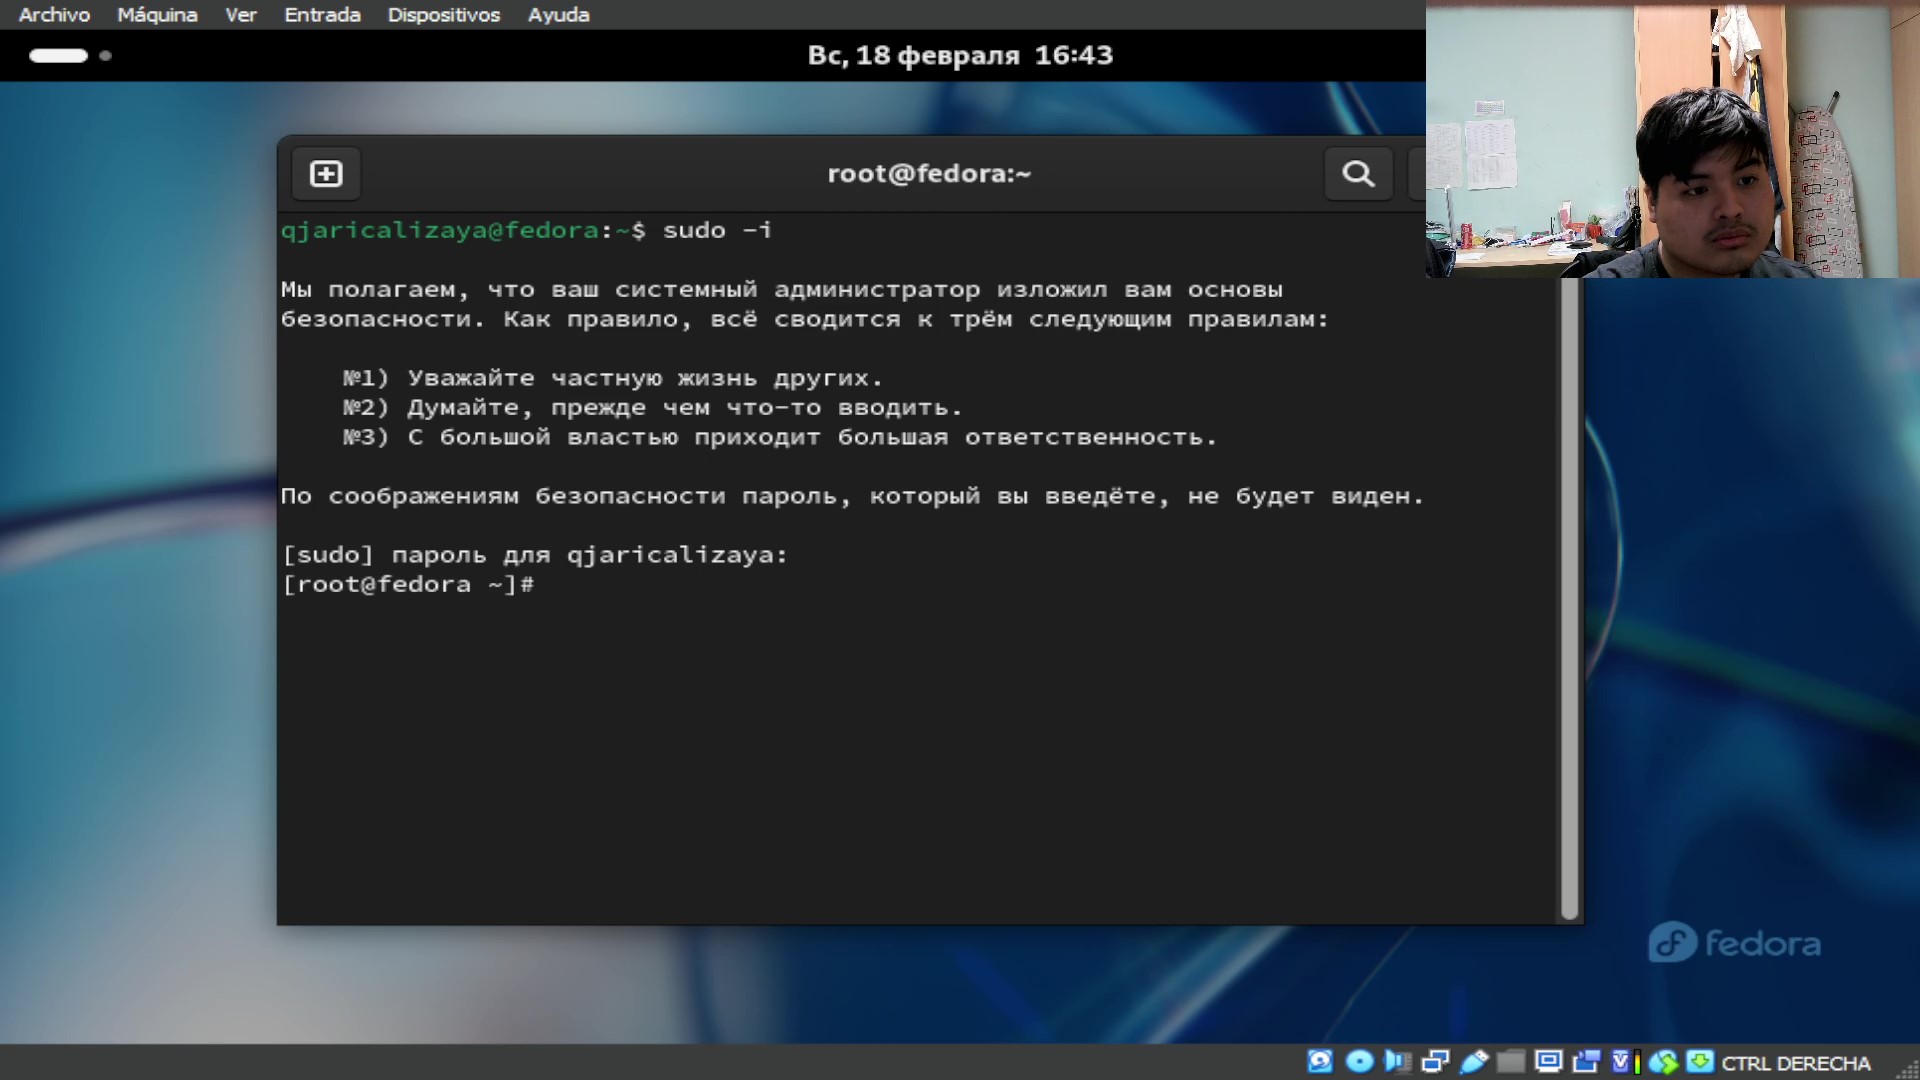 Archivo Máquina Ver Entrada Dispositivos Ayuda
Вс, 18 февраля 16:43
root@fedora:~
qjaricalizaya@fedora:~$ sudo -i
Мы полагаем, что ваш системный администратор изложил вам основы
безопасности. Как правило, всё сводится к трём следующим правилам:
№1) Уважайте частную жизнь других.
№2) Думайте, прежде чем что-то вводить.
№3) С большой властью приходит большая ответственность.
По соображениям безопасности пароль, который вы введёте, не будет виден.
[sudo] пароль для qjaricalizaya:
[root@fedora ~]#
fedora
CTRL DERECHA